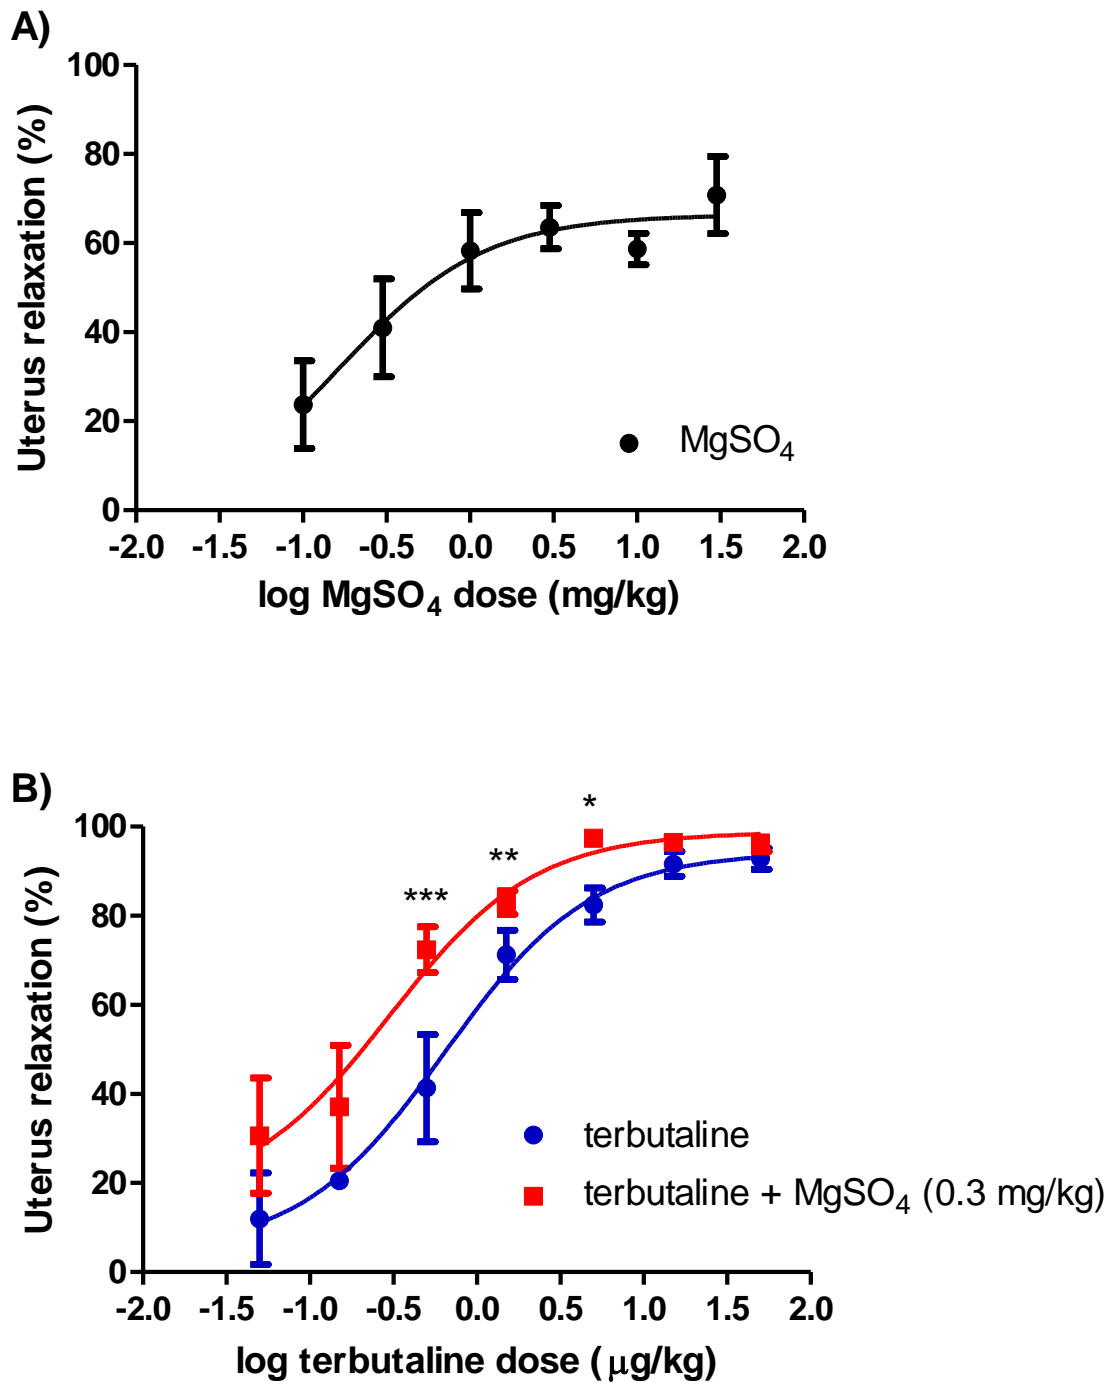 A)
Uterus relaxation (%)
100
80
60
40
20
0
-2.0 -1.5 -1.0 -0.5 0.0 0.5 1.0 1.5 2.0
log MgSO4 dose (mg/kg)
MgSO4
B)
Uterus relaxation (%)
100
80
60
40
20
0
***
**
*
terbutaline
terbutaline + MgSO4 (0.3 mg/kg)
-2.0 -1.5 -1.0 -0.5 0.0 0.5 1.0 1.5 2.0
log terbutaline dose (μg/kg)